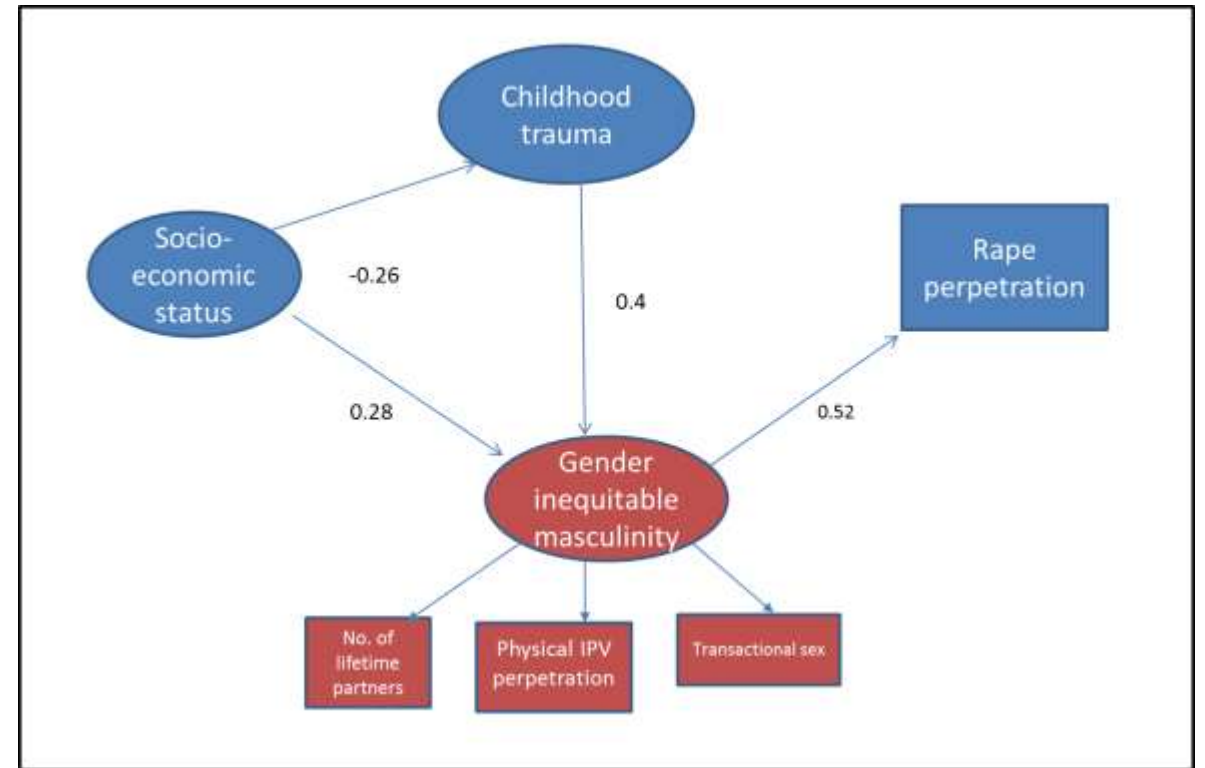 Childhood
trauma
Socio-
economic
status
Rape
perpetration
-0.26
0.4
0.28
0.52
Gender
inequitable
masculinity
No. of
lifetime
partners
Physical IPV
perpetration
Transactional sex